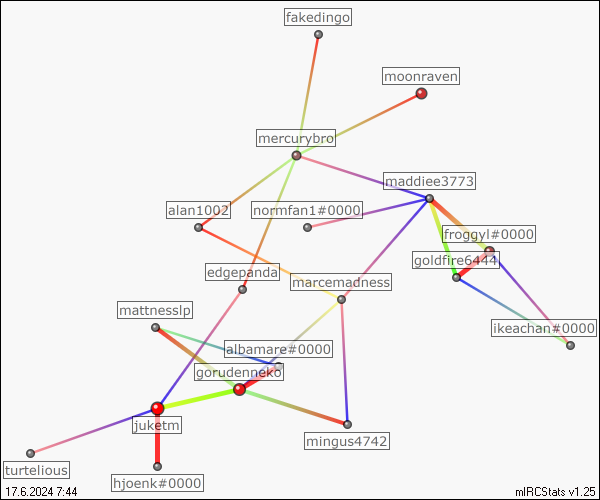 fakedingo
moonraven
mercurybro
maddiee3773
alan1002
normfan1#0000
froggyl#0000
goldfire6444
edgepanda
marcemadness
mattnesslp
ikeachan#0000
albamare#0000
gorudenneko
juketm
mingus4742
turtelious
hjoenk#0000
17.6.2024 7:44
mIRCStats v1.25